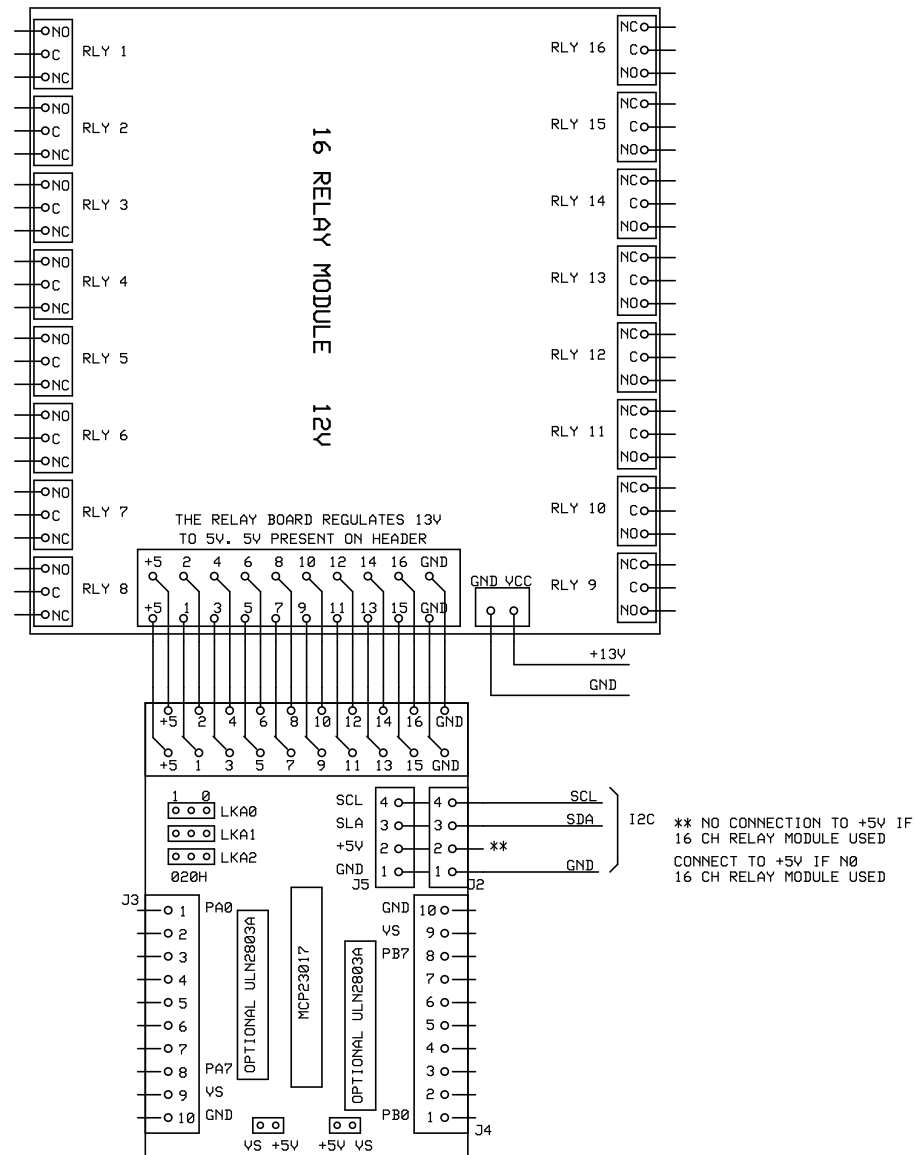 NO
C RLY 1
NC
NO
C RLY 2
NC
NO
C RLY 3
NC
NO
C RLY 4
NC
NO
C RLY 5
NC
NO
C RLY 6
NC
NO
C RLY 7
NC
NO
C RLY 8
NC
16 RELAY MODULE 12V
NC
RLY 16 C
NO
NC
RLY 15 C
NO
NC
RLY 14 C
NO
NC
RLY 13 C
NO
NC
RLY 12 C
NO
NC
RLY 11 C
NO
NC
RLY 10 C
NO
NC
RLY 9 C
NO
THE RELAY BOARD REGULATES 13V
TO 5V. 5V PRESENT ON HEADER
+5 2 4 6 8 10 12 14 16 GND
+5 1 3 5 7 9 11 13 15 GND
GND VCC
+13V
GND
+5 2 4 6 8 10 12 14 16 GND
+5 1 3 5 7 9 11 13 15 GND
1 0
LKA0
LKA1
LKA2
020H
SCL 4 4 SCL
SLA 3 3 SDA
+5V 2 2 **
GND 1 1 GND
J5 J2
I2C
** NO CONNECTION TO +5V IF
16 CH RELAY MODULE USED
CONNECT TO +5V IF NO
16 CH RELAY MODULE USED
J3
1 PA0
2
3
4
5
6
7
8 PA7
9 VS
10 GND
OPTIONAL ULN2803A
MCP23017
OPTIONAL ULN2803A
GND 10
VS 9
PB7 8
7
6
5
4
3
2
PB0 1
J4
VS +5V
+5V VS